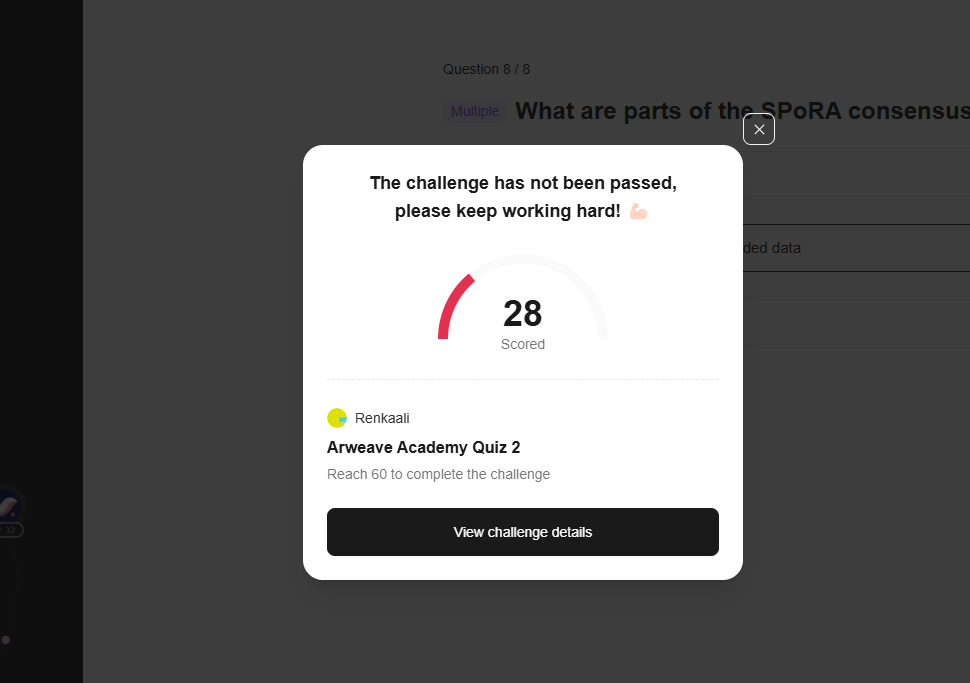 Question 8 / 8
Multiple What are parts of the SPoRA consensus
The challenge has not been passed,
please keep working hard! 💪🏻
ded data
28
Scored
Renkaali
Arweave Academy Quiz 2
Reach 60 to complete the challenge
View challenge details
32